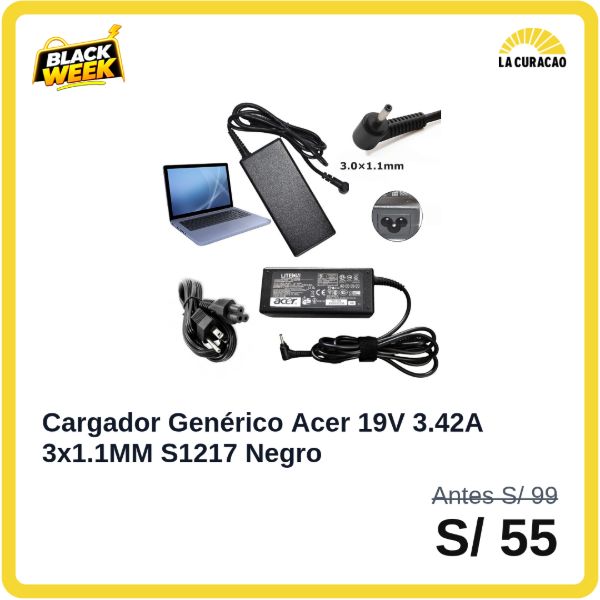 BLACK
WEEK
LA CURACAO
3.0×1.1mm
LITEON
acer
Cargador Genérico Acer 19V 3.42A
3x1.1MM S1217 Negro
Antes S/ 99
S/ 55